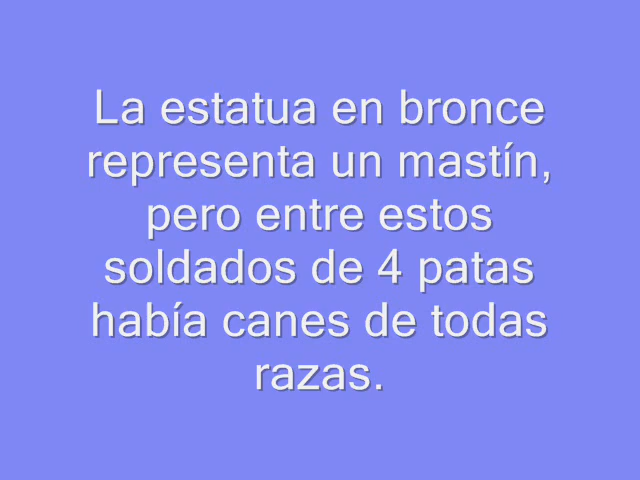 La estatua en bronce
representa un mastín,
pero entre estos
soldados de 4 patas
había canes de todas
razas.